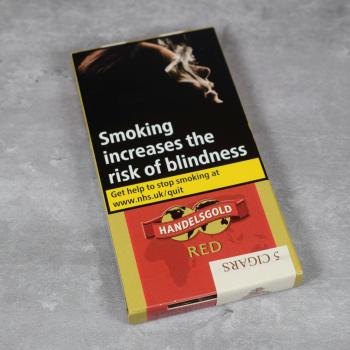 Smoking
increases the
risk of blindness
Get help to stop smoking at
www.nhs.uk/quit
HANDELSGOLD
RED
5 CIGARS